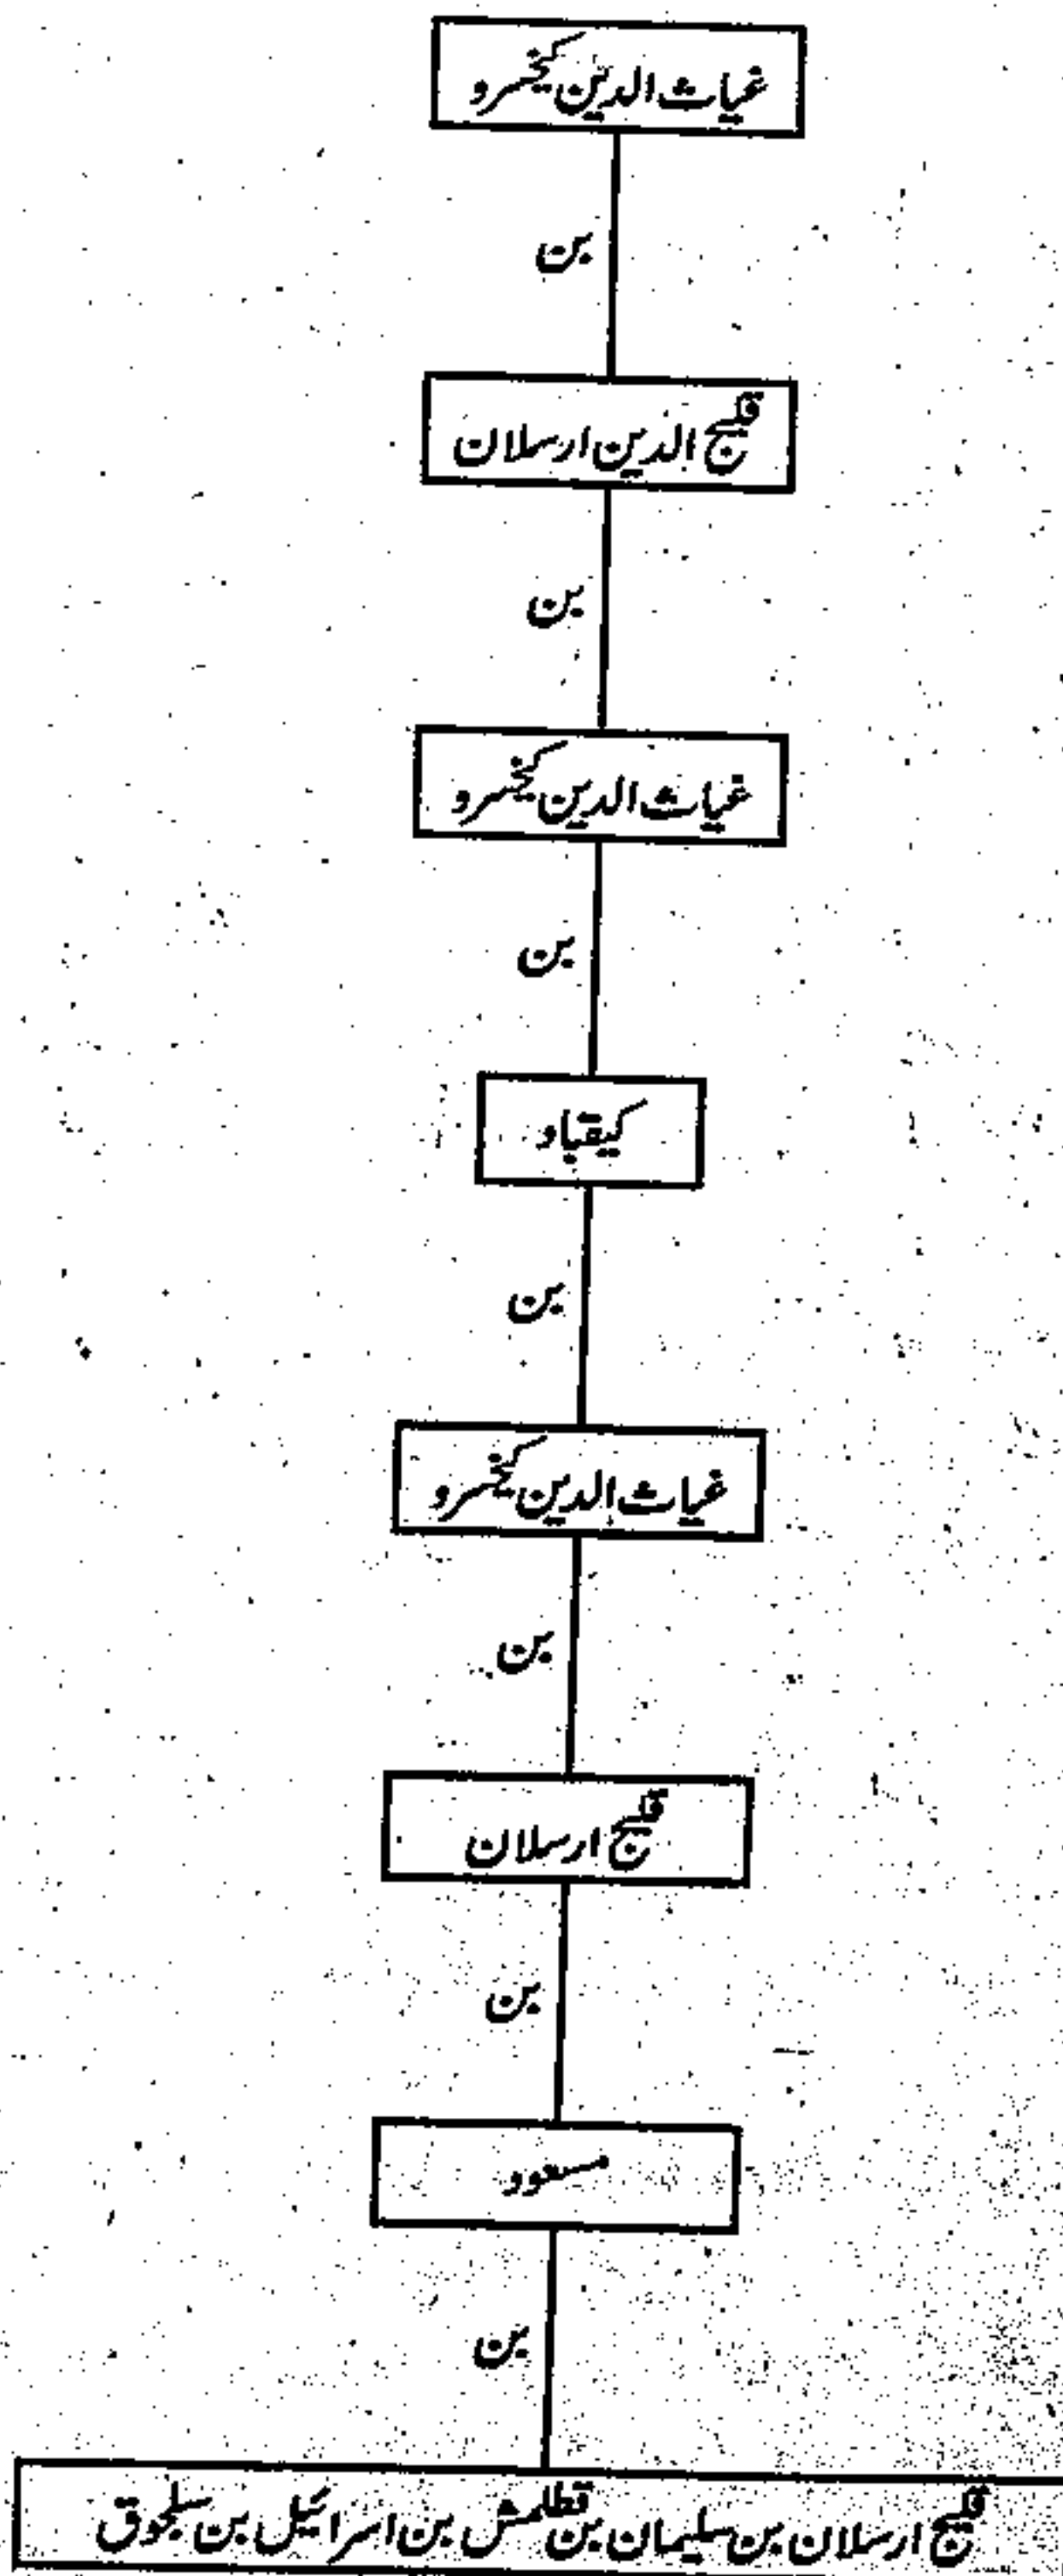 غیاث الدین کیخسرو
بن
قلیج الدین ارسلان
بن
غیاث الدین کیخسرو
بن
کیقباد
بن
غیاث الدین کیخسرو
بن
قلیج ارسلان
بن
مسعود
بن
قلیج ارسلان بن سلیمان بن قطلمش بن اسرائیل بن سلجوق